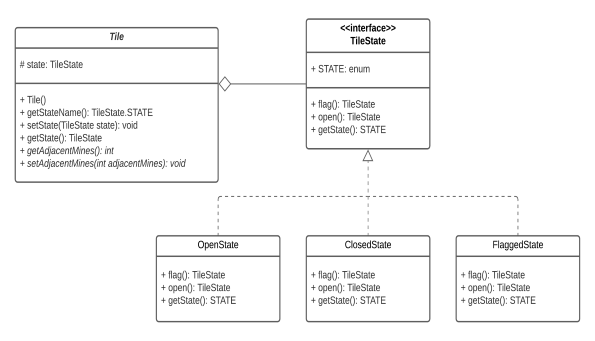 Tile
# state: TileState
+ Tile()
+ getStateName(): TileState.STATE
+ setState(TileState state): void
+ getState(): TileState
+ getAdjacentMines(): int
+ setAdjacentMines(int adjacentMines): void
<<interface>>
TileState
+ STATE: enum
+ flag(): TileState
+ open(): TileState
+ getState(): STATE
OpenState
+ flag(): TileState
+ open(): TileState
+ getState(): STATE
ClosedState
+ flag(): TileState
+ open(): TileState
+ getState(): STATE
FlaggedState
+ flag(): TileState
+ open(): TileState
+ getState(): STATE